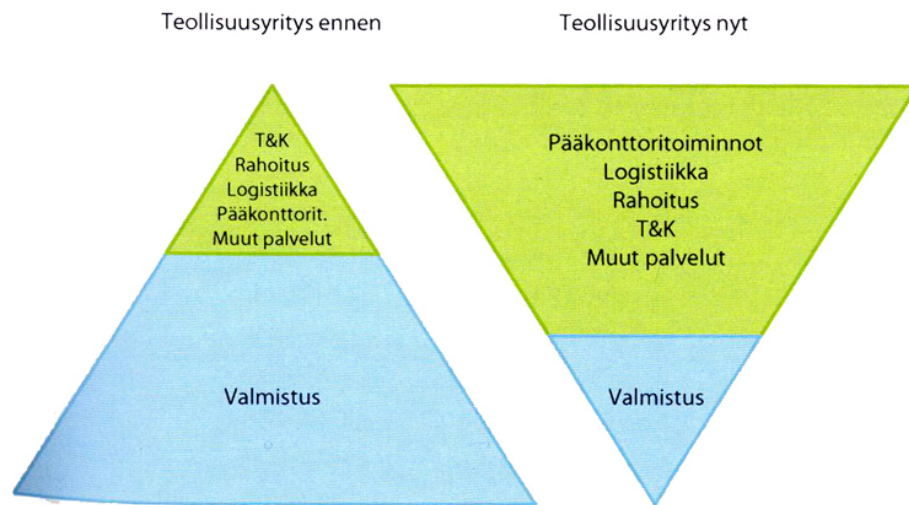 Teollisuusyritys ennen
T&K
Rahoitus
Logistiikka
Pääkonttorit.
Muut palvelut
Valmistus
Teollisuusyritys nyt
Pääkonttoritoiminnot
Logistiikka
Rahoitus
T&K
Muut palvelut
Valmistus